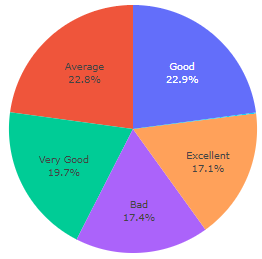 Average
22.8%
Good
22.9%
Very Good
19.7%
Excellent
17.1%
Bad
17.4%